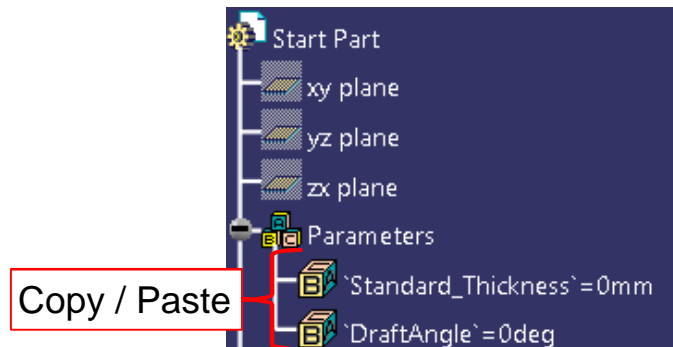 Start Part
xy plane
yz plane
zx plane
Parameters
Copy / Paste
`Standard_Thickness`=0mm
`DraftAngle`=0deg